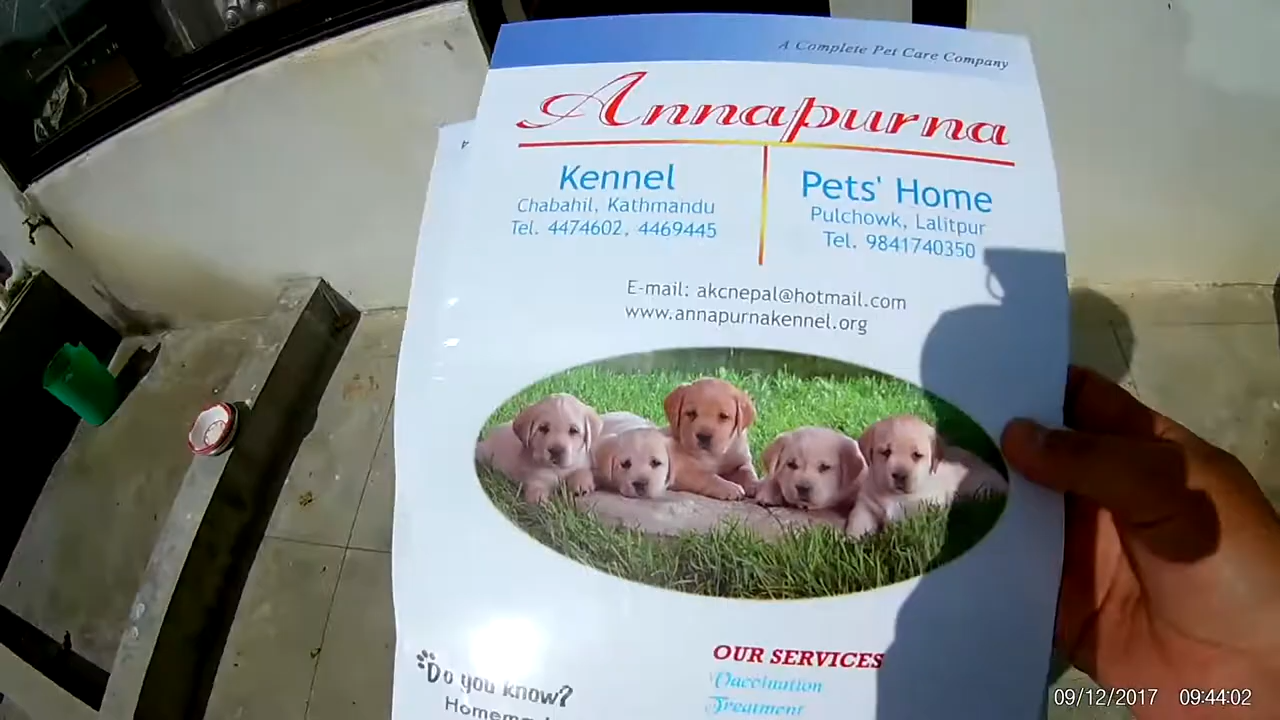 A Complete Pet Care Company
Annapurna
Kennel
Chabahil, Kathmandu
Tel. 4474602, 4469445
Pets' Home
Pulchowk, Lalitpur
Tel. 9841740350
E-mail: akcnepal@hotmail.com
www.annapurnakennel.org
Do you know?
OUR SERVICES
Vaccination
Treatment
09/12/2017 09:44:02